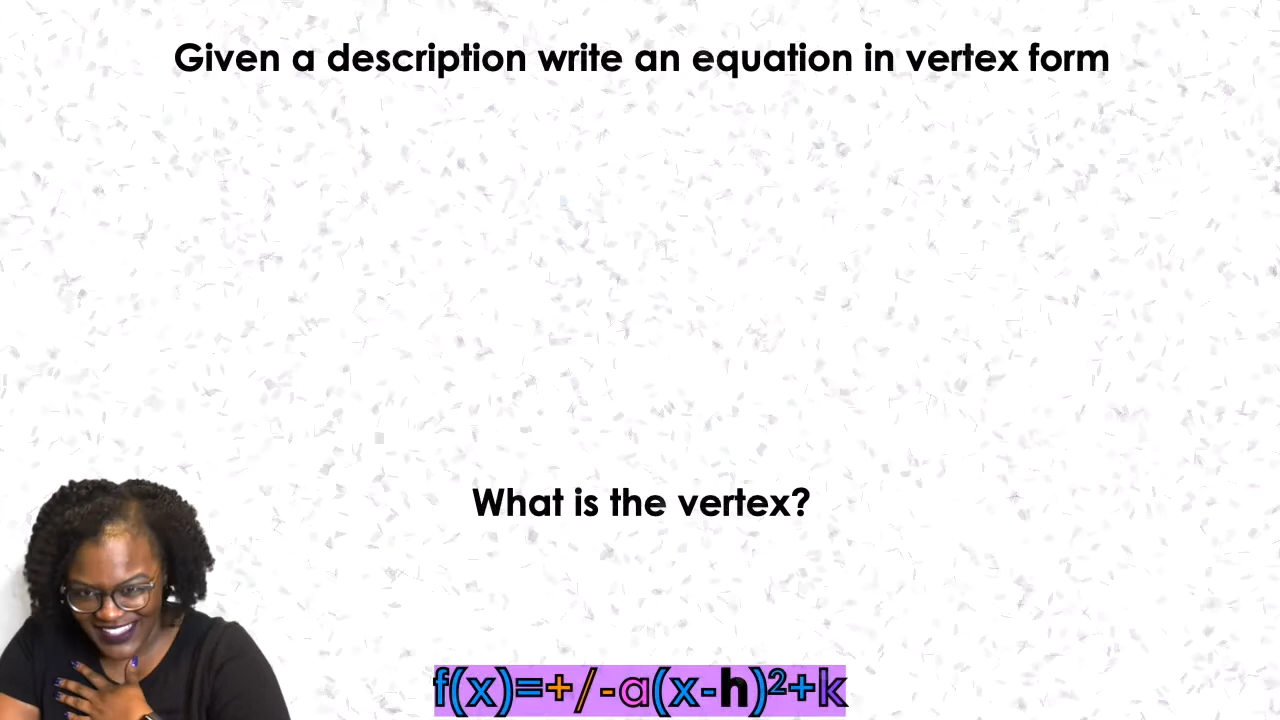 Given a description write an equation in vertex form
What is the vertex?
f(x)=+/-a(x-h)²+k